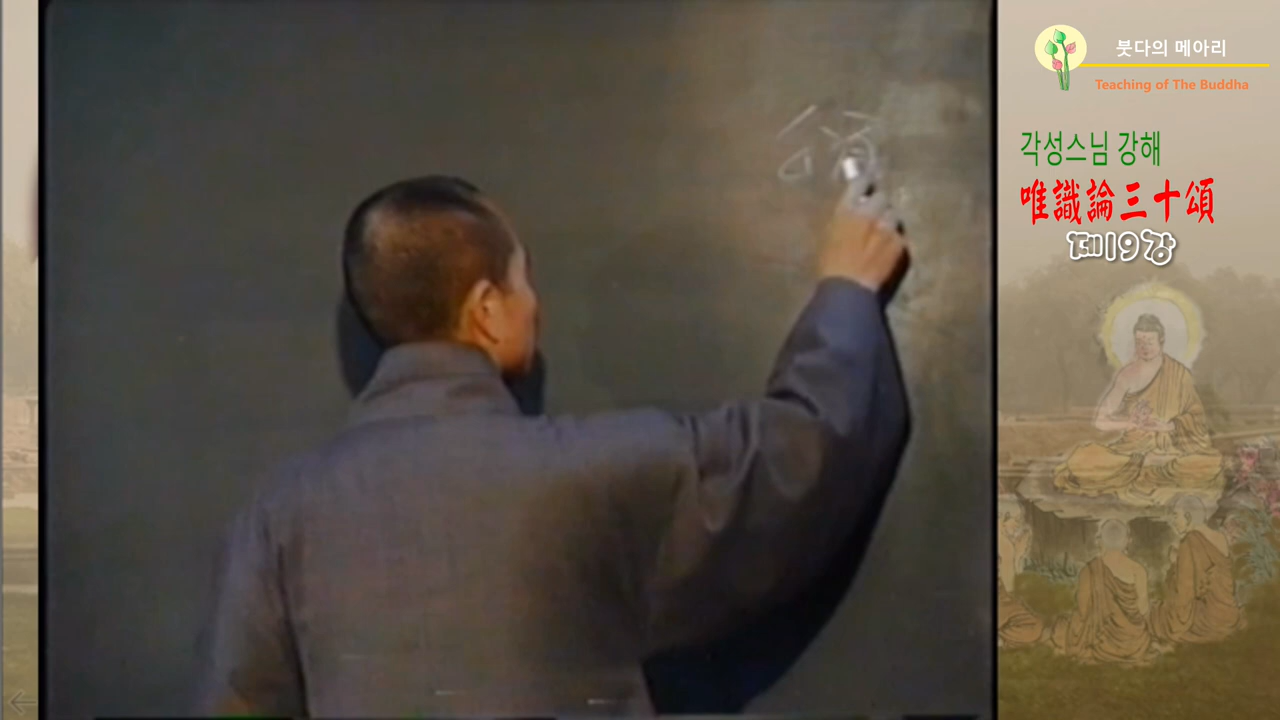 붓다의 메아리
Teaching of The Buddha
각성스님 강해
唯識論三十頌
제19강